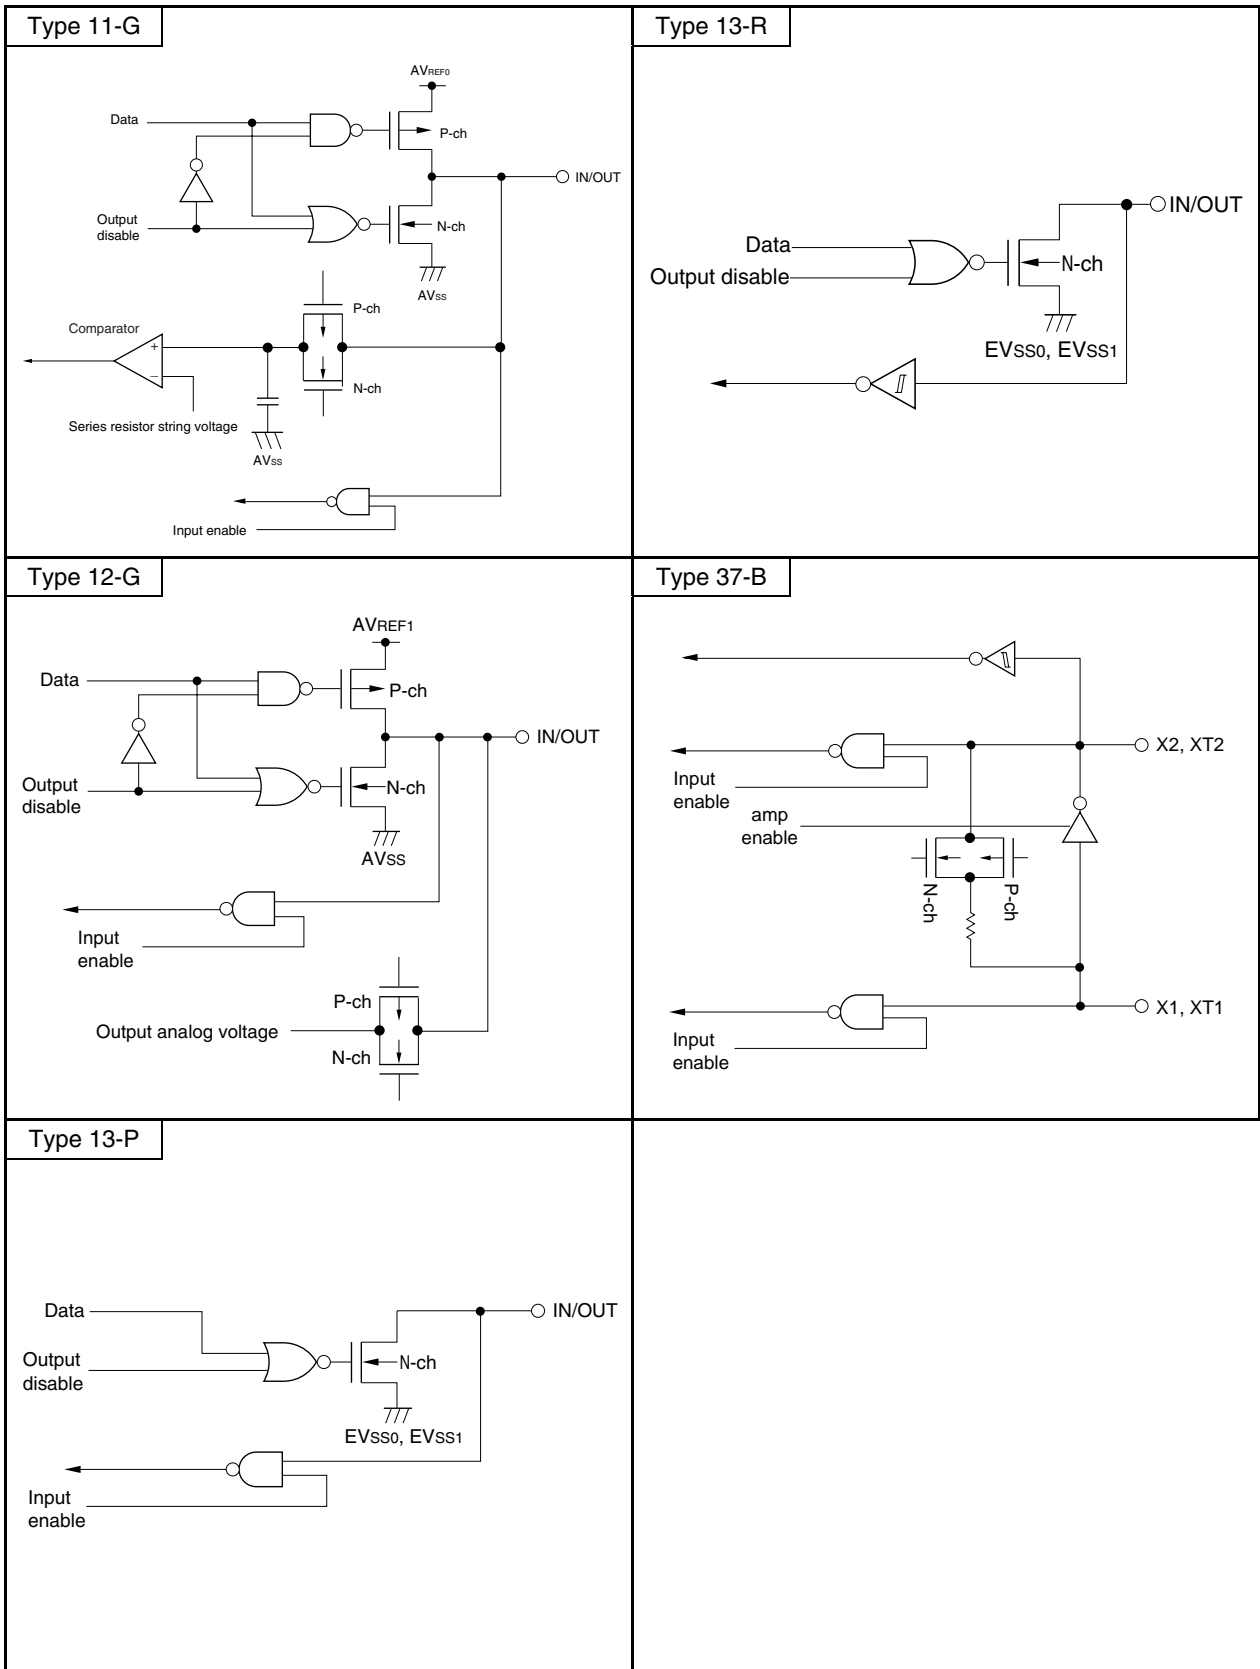 Type 11-G
AVREF0
Data
P-ch
IN/OUT
Output
disable
N-ch
AVSS
P-ch
Comparator
+
−
N-ch
Series resistor string voltage
AVSS
Input enable
Type 13-R
IN/OUT
Data
Output disable
N-ch
EVSS0, EVSS1
Type 12-G
AVREF1
Data
P-ch
IN/OUT
Output
disable
N-ch
AVSS
Input
enable
P-ch
Output analog voltage
N-ch
Type 37-B
X2, XT2
Input
enable
amp
enable
N-ch
P-ch
X1, XT1
Input
enable
Type 13-P
Data
IN/OUT
Output
disable
N-ch
EVSS0, EVSS1
Input
enable